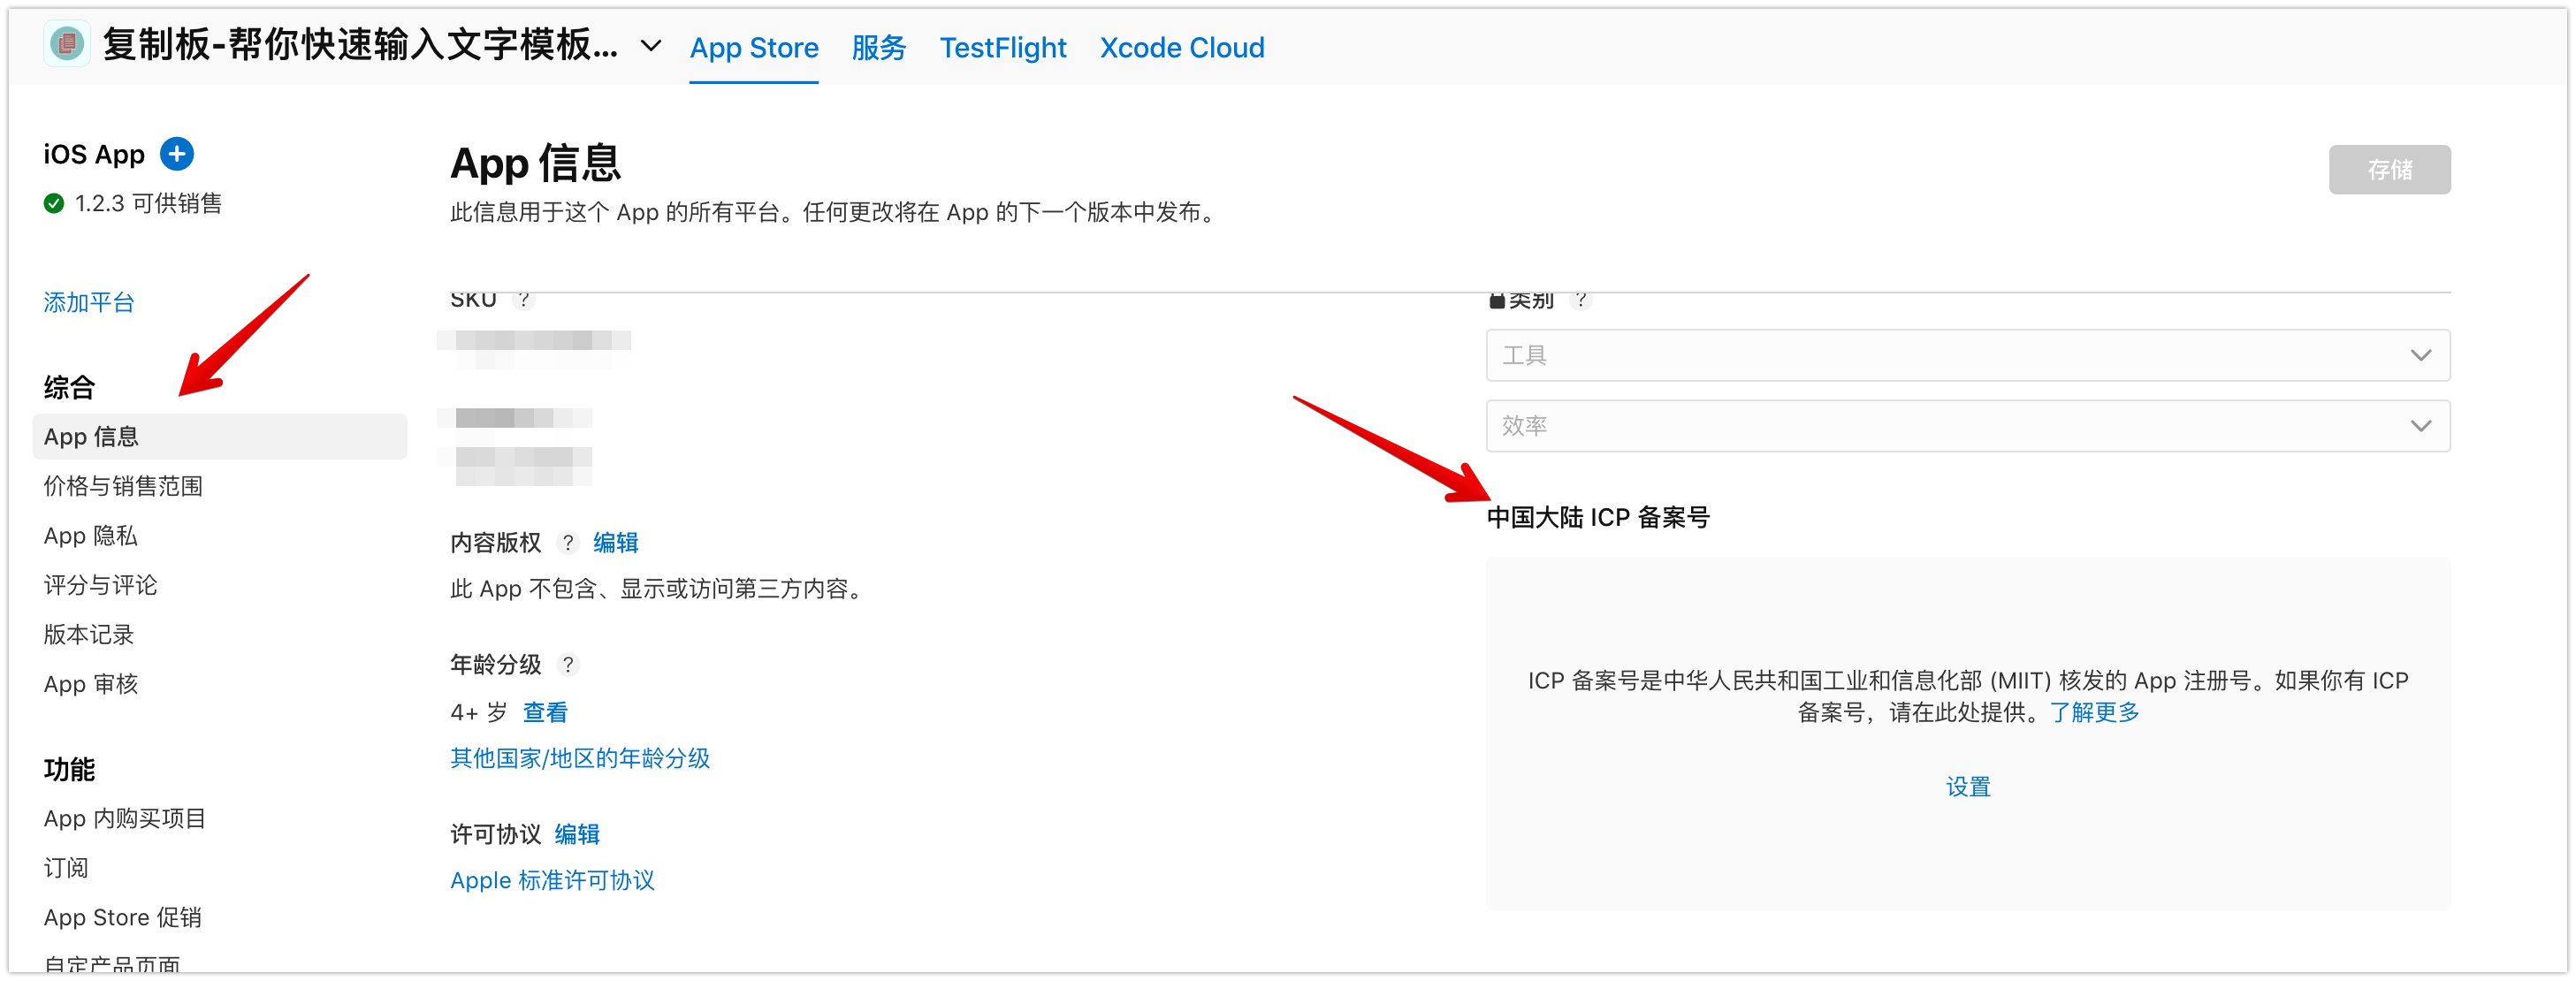 复制板-帮你快速输入文字模板...
App Store
服务
TestFlight
Xcode Cloud
iOS App
1.2.3 可供销售
添加平台
综合
App 信息
价格与销售范围
App 隐私
评分与评论
版本记录
App 审核
功能
App 内购买项目
订阅
App Store 促销
自定产品页面
App 信息
存储
此信息用于这个 App 的所有平台。任何更改将在 App 的下一个版本中发布。
SKU ?
内容版权 ? 编辑
此 App 不包含、显示或访问第三方内容。
年龄分级 ?
4+ 岁 查看
其他国家/地区的年龄分级
许可协议 编辑
Apple 标准许可协议
类别 ?
工具
效率
中国大陆 ICP 备案号
ICP 备案号是中华人民共和国工业和信息化部 (MIIT) 核发的 App 注册号。如果你有 ICP
备案号，请在此处提供。了解更多
设置